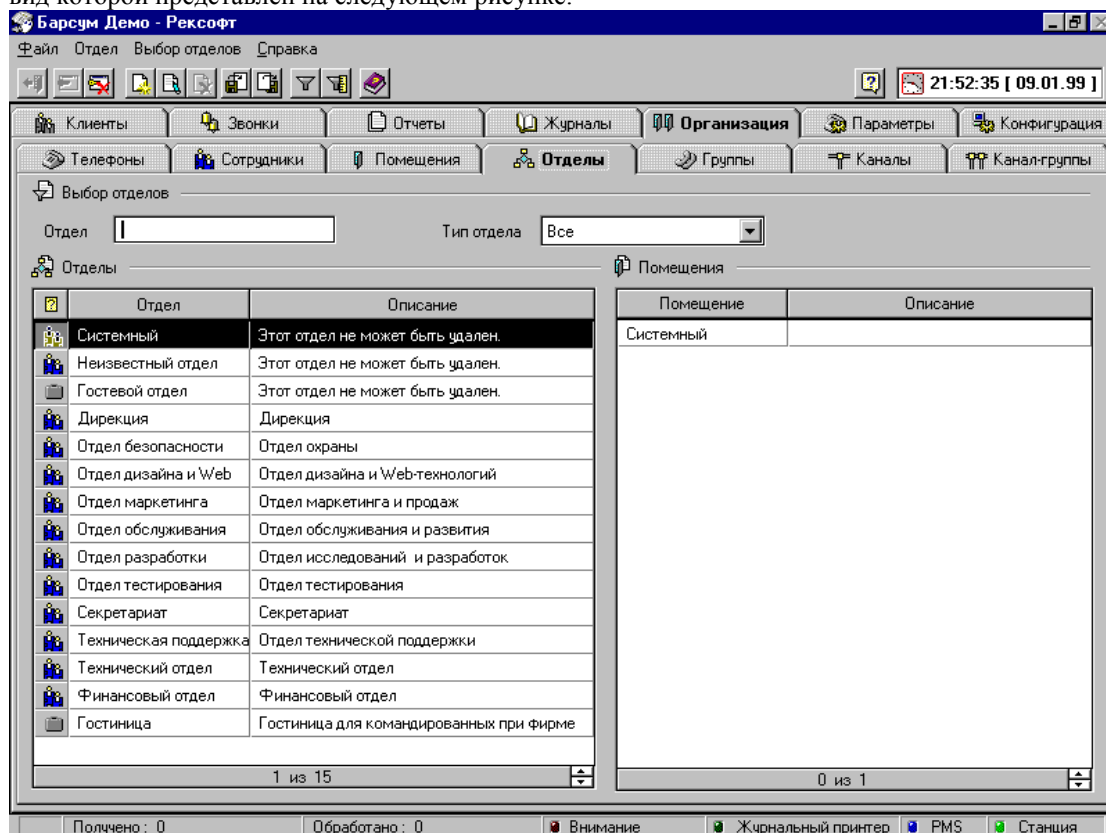 вид которой представлен на следующем рисунке.
Барсум Демо - Рексофт
Файл Отдел Выбор отделов Справка
21:52:35 [ 09.01.99 ]
Клиенты Звонки Отчеты Журналы Организация Параметры Конфигурация
Телефоны Сотрудники Помещения Отделы Группы Каналы Канал-группы
Выбор отделов
Отдел Тип отдела Все
Отделы Помещения
Отдел Описание Помещение Описание
Системный Этот отдел не может быть удален. Системный
Неизвестный отдел Этот отдел не может быть удален.
Гостевой отдел Этот отдел не может быть удален.
Дирекция Дирекция
Отдел безопасности Отдел охраны
Отдел дизайна и Web Отдел дизайна и Web-технологий
Отдел маркетинга Отдел маркетинга и продаж
Отдел обслуживания Отдел обслуживания и развития
Отдел разработки Отдел исследований и разработок
Отдел тестирования Отдел тестирования
Секретариат Секретариат
Техническая поддержка Отдел технической поддержки
Технический отдел Технический отдел
Финансовый отдел Финансовый отдел
Гостиница Гостиница для командированных при фирме
1 из 15 0 из 1
Получено : 0 Обработано : 0 Внимание Журнальный принтер PMS Станция